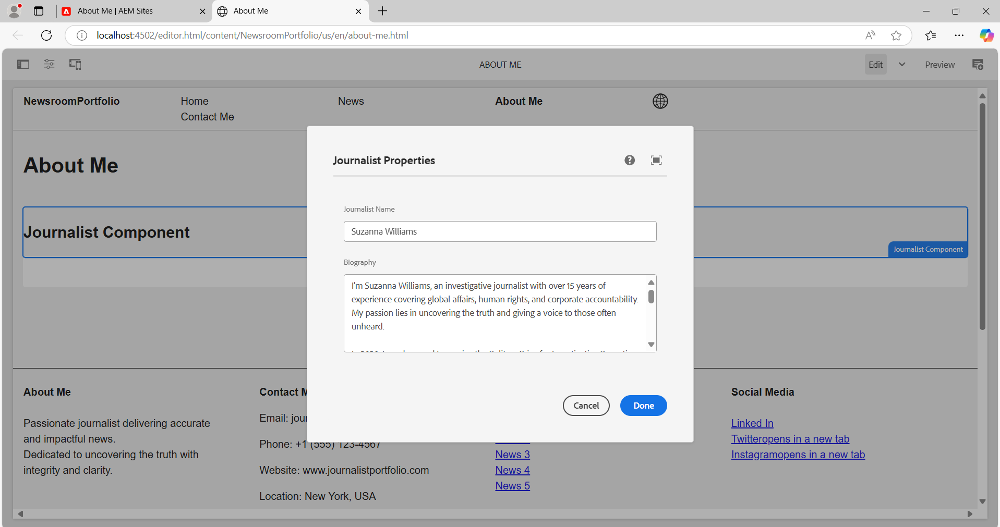 About Me | AEM Sites
About Me
localhost:4502/editor.html/content/NewsroomPortfolio/us/en/about-me.html
ABOUT ME
Edit
Preview
NewsroomPortfolio
Home
News
About Me
Contact Me
About Me
Journalist Component
Journalist Component
Journalist Properties
Journalist Name
Suzanna Williams
Biography
I'm Suzanna Williams, an investigative journalist with over 15 years of
experience covering global affairs, human rights, and corporate accountability.
My passion lies in uncovering the truth and giving a voice to those often
unheard.
Cancel
Done
About Me
Passionate journalist delivering accurate
and impactful news.
Dedicated to uncovering the truth with
integrity and clarity.
Contact
Email:
Phone: +1 (555) 123-4567
Website: www.journalistportfolio.com
Location: New York, USA
News 3
News 4
News 5
Social Media
Linked In
Twitteropens in a new tab
Instagramopens in a new tab